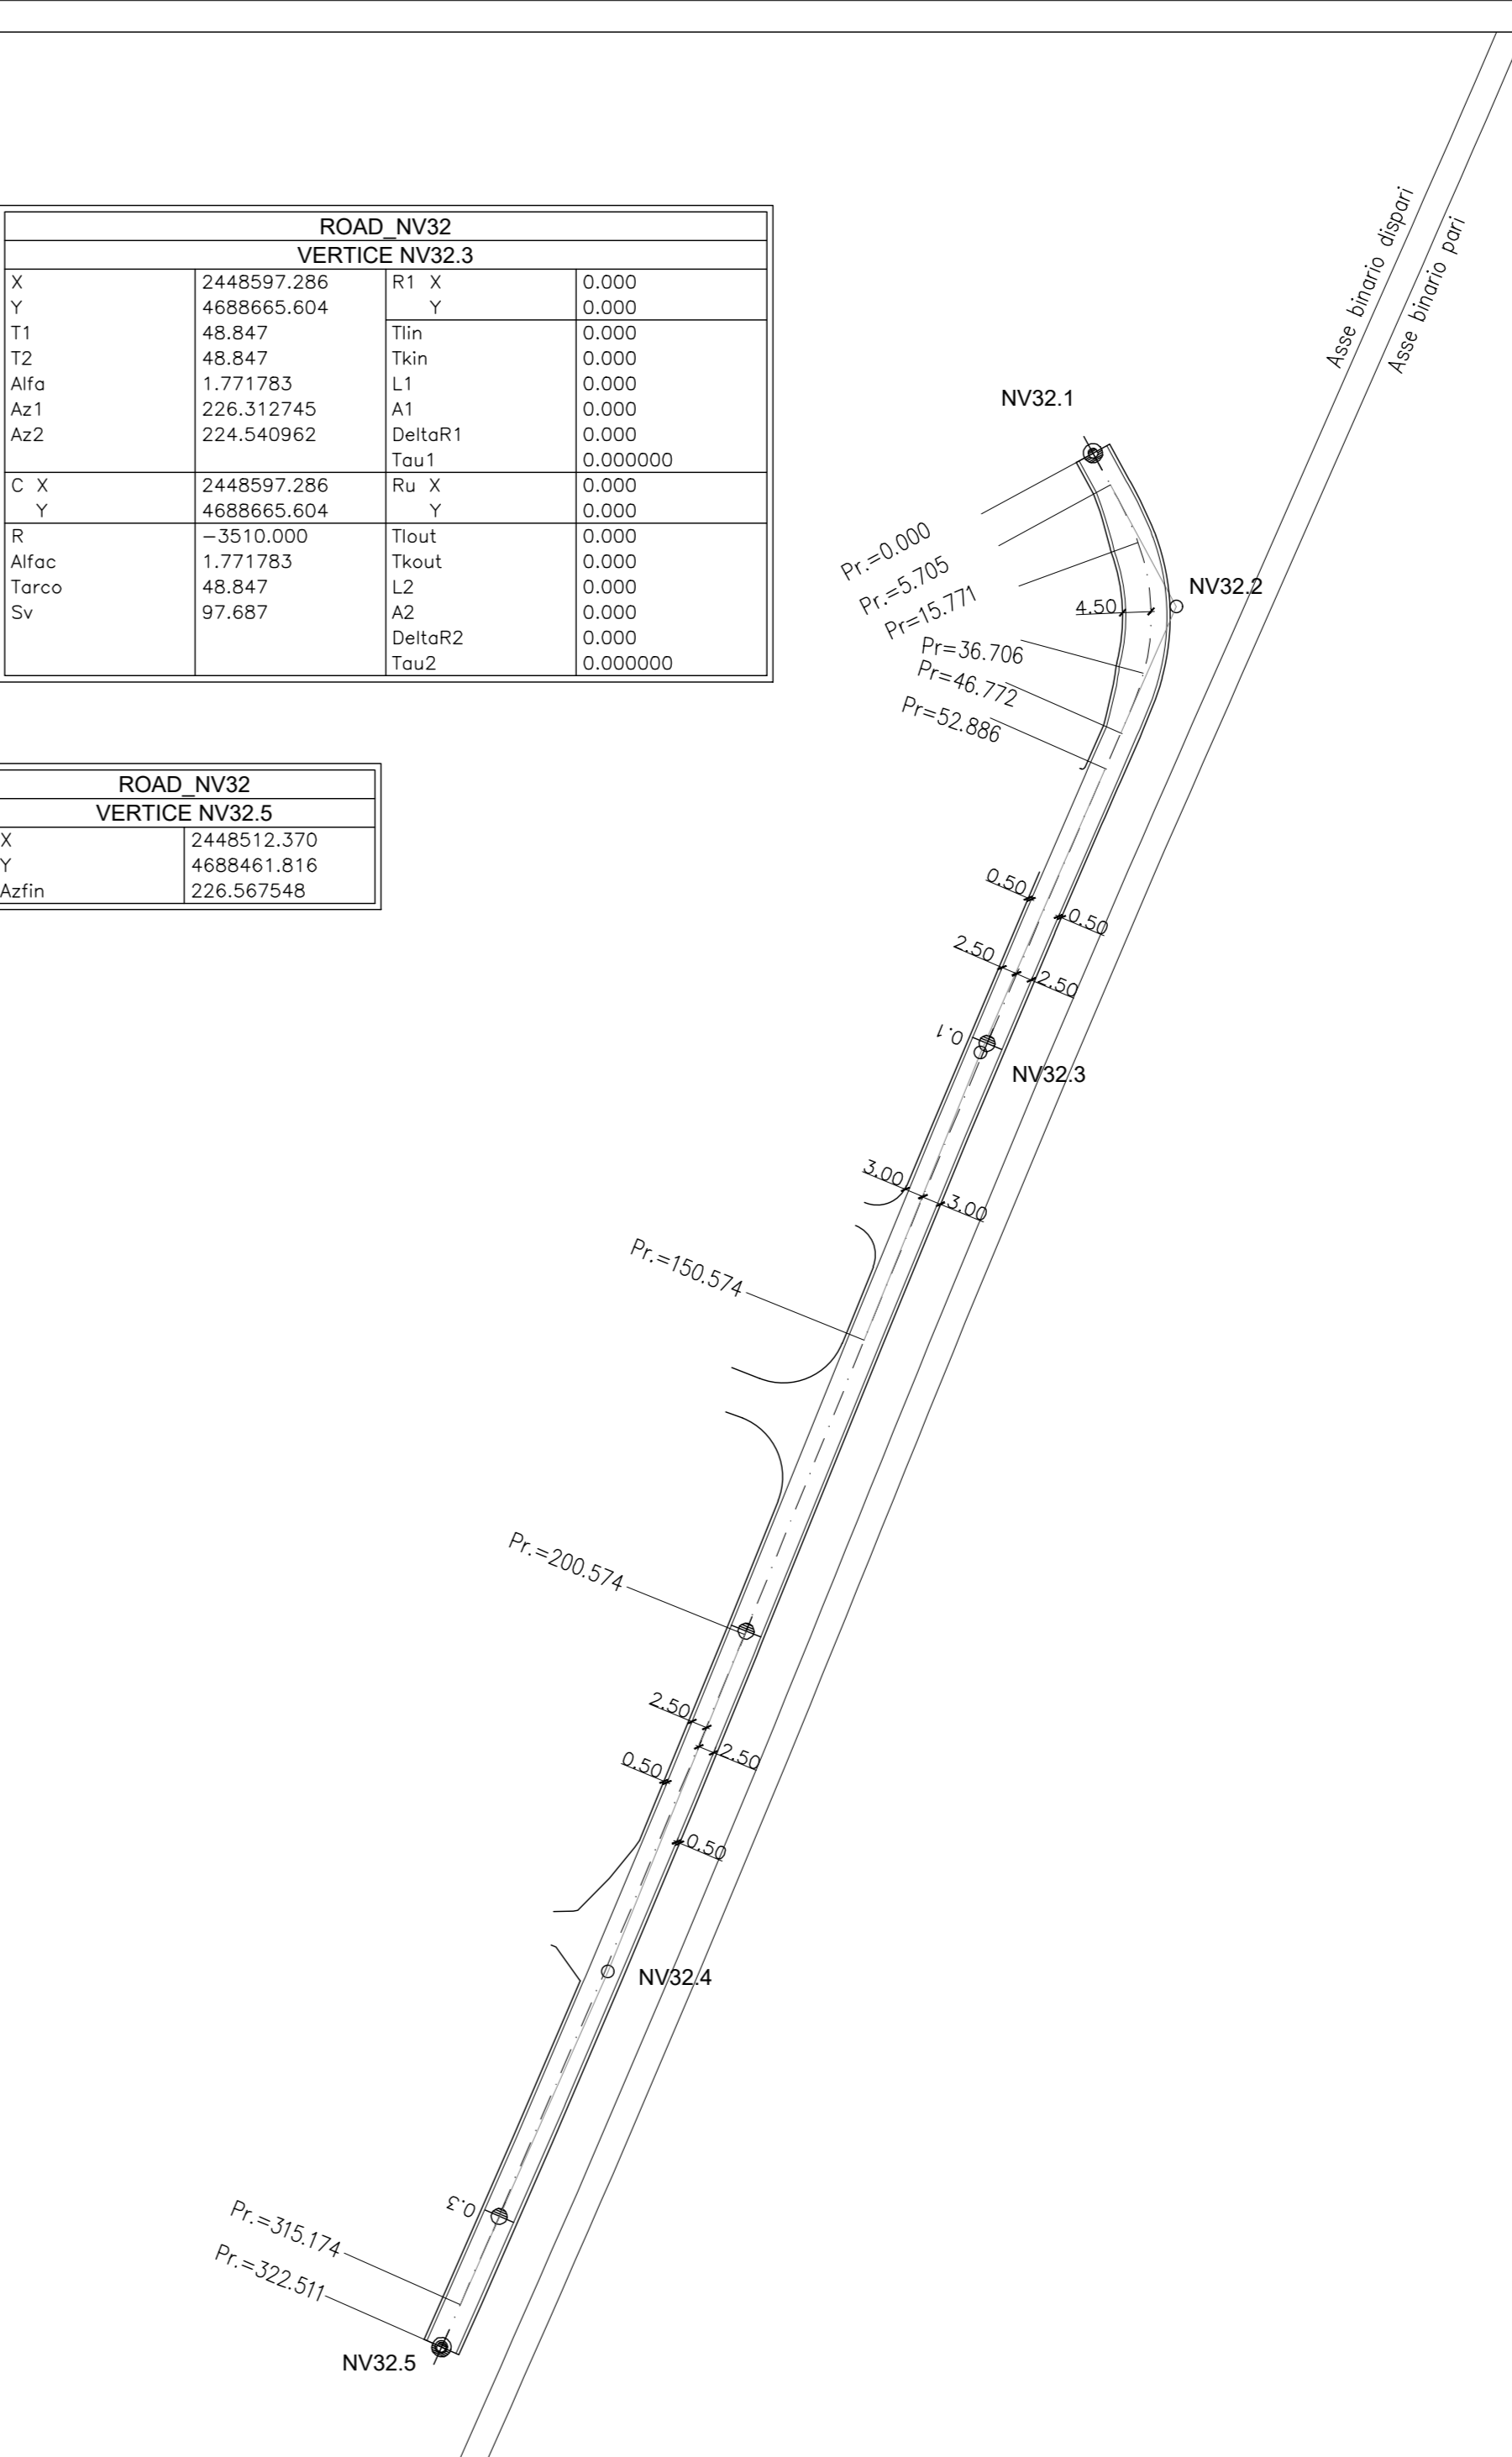 Asse binario dispari
Asse binario pari
ROAD_NV32
VERTICE NV32.3
X 2448597.286 R1 X 0.000
Y 4688665.604 Y 0.000
T1 48.847 Tlin 0.000
T2 48.847 Tkin 0.000
Alfa 1.771783 L1 0.000
Az1 226.312745 A1 0.000
Az2 224.540962 DeltaR1 0.000
Tau1 0.000000
C X 2448597.286 Ru X 0.000
Y 4688665.604 Y 0.000
R -3510.000 Tlout 0.000
Alfac 1.771783 Tkout 0.000
Tarco 48.847 L2 0.000
Sv 97.687 A2 0.000
DeltaR2 0.000
Tau2 0.000000
ROAD_NV32
VERTICE NV32.5
X 2448512.370
Y 4688461.816
Azfin 226.567548
NV32.1
Pr.=0.000
Pr.=5.705
Pr=15.771
NV32.2
4.50
Pr=36.706
Pr=46.772
Pr=52.886
0.50
0.50
2.50
2.50
0.1
NV32.3
3.00
3.00
Pr.=150.574
Pr.=200.574
2.50
2.50
0.50
0.50
NV32.4
0.3
Pr.=315.174
Pr.=322.511
NV32.5